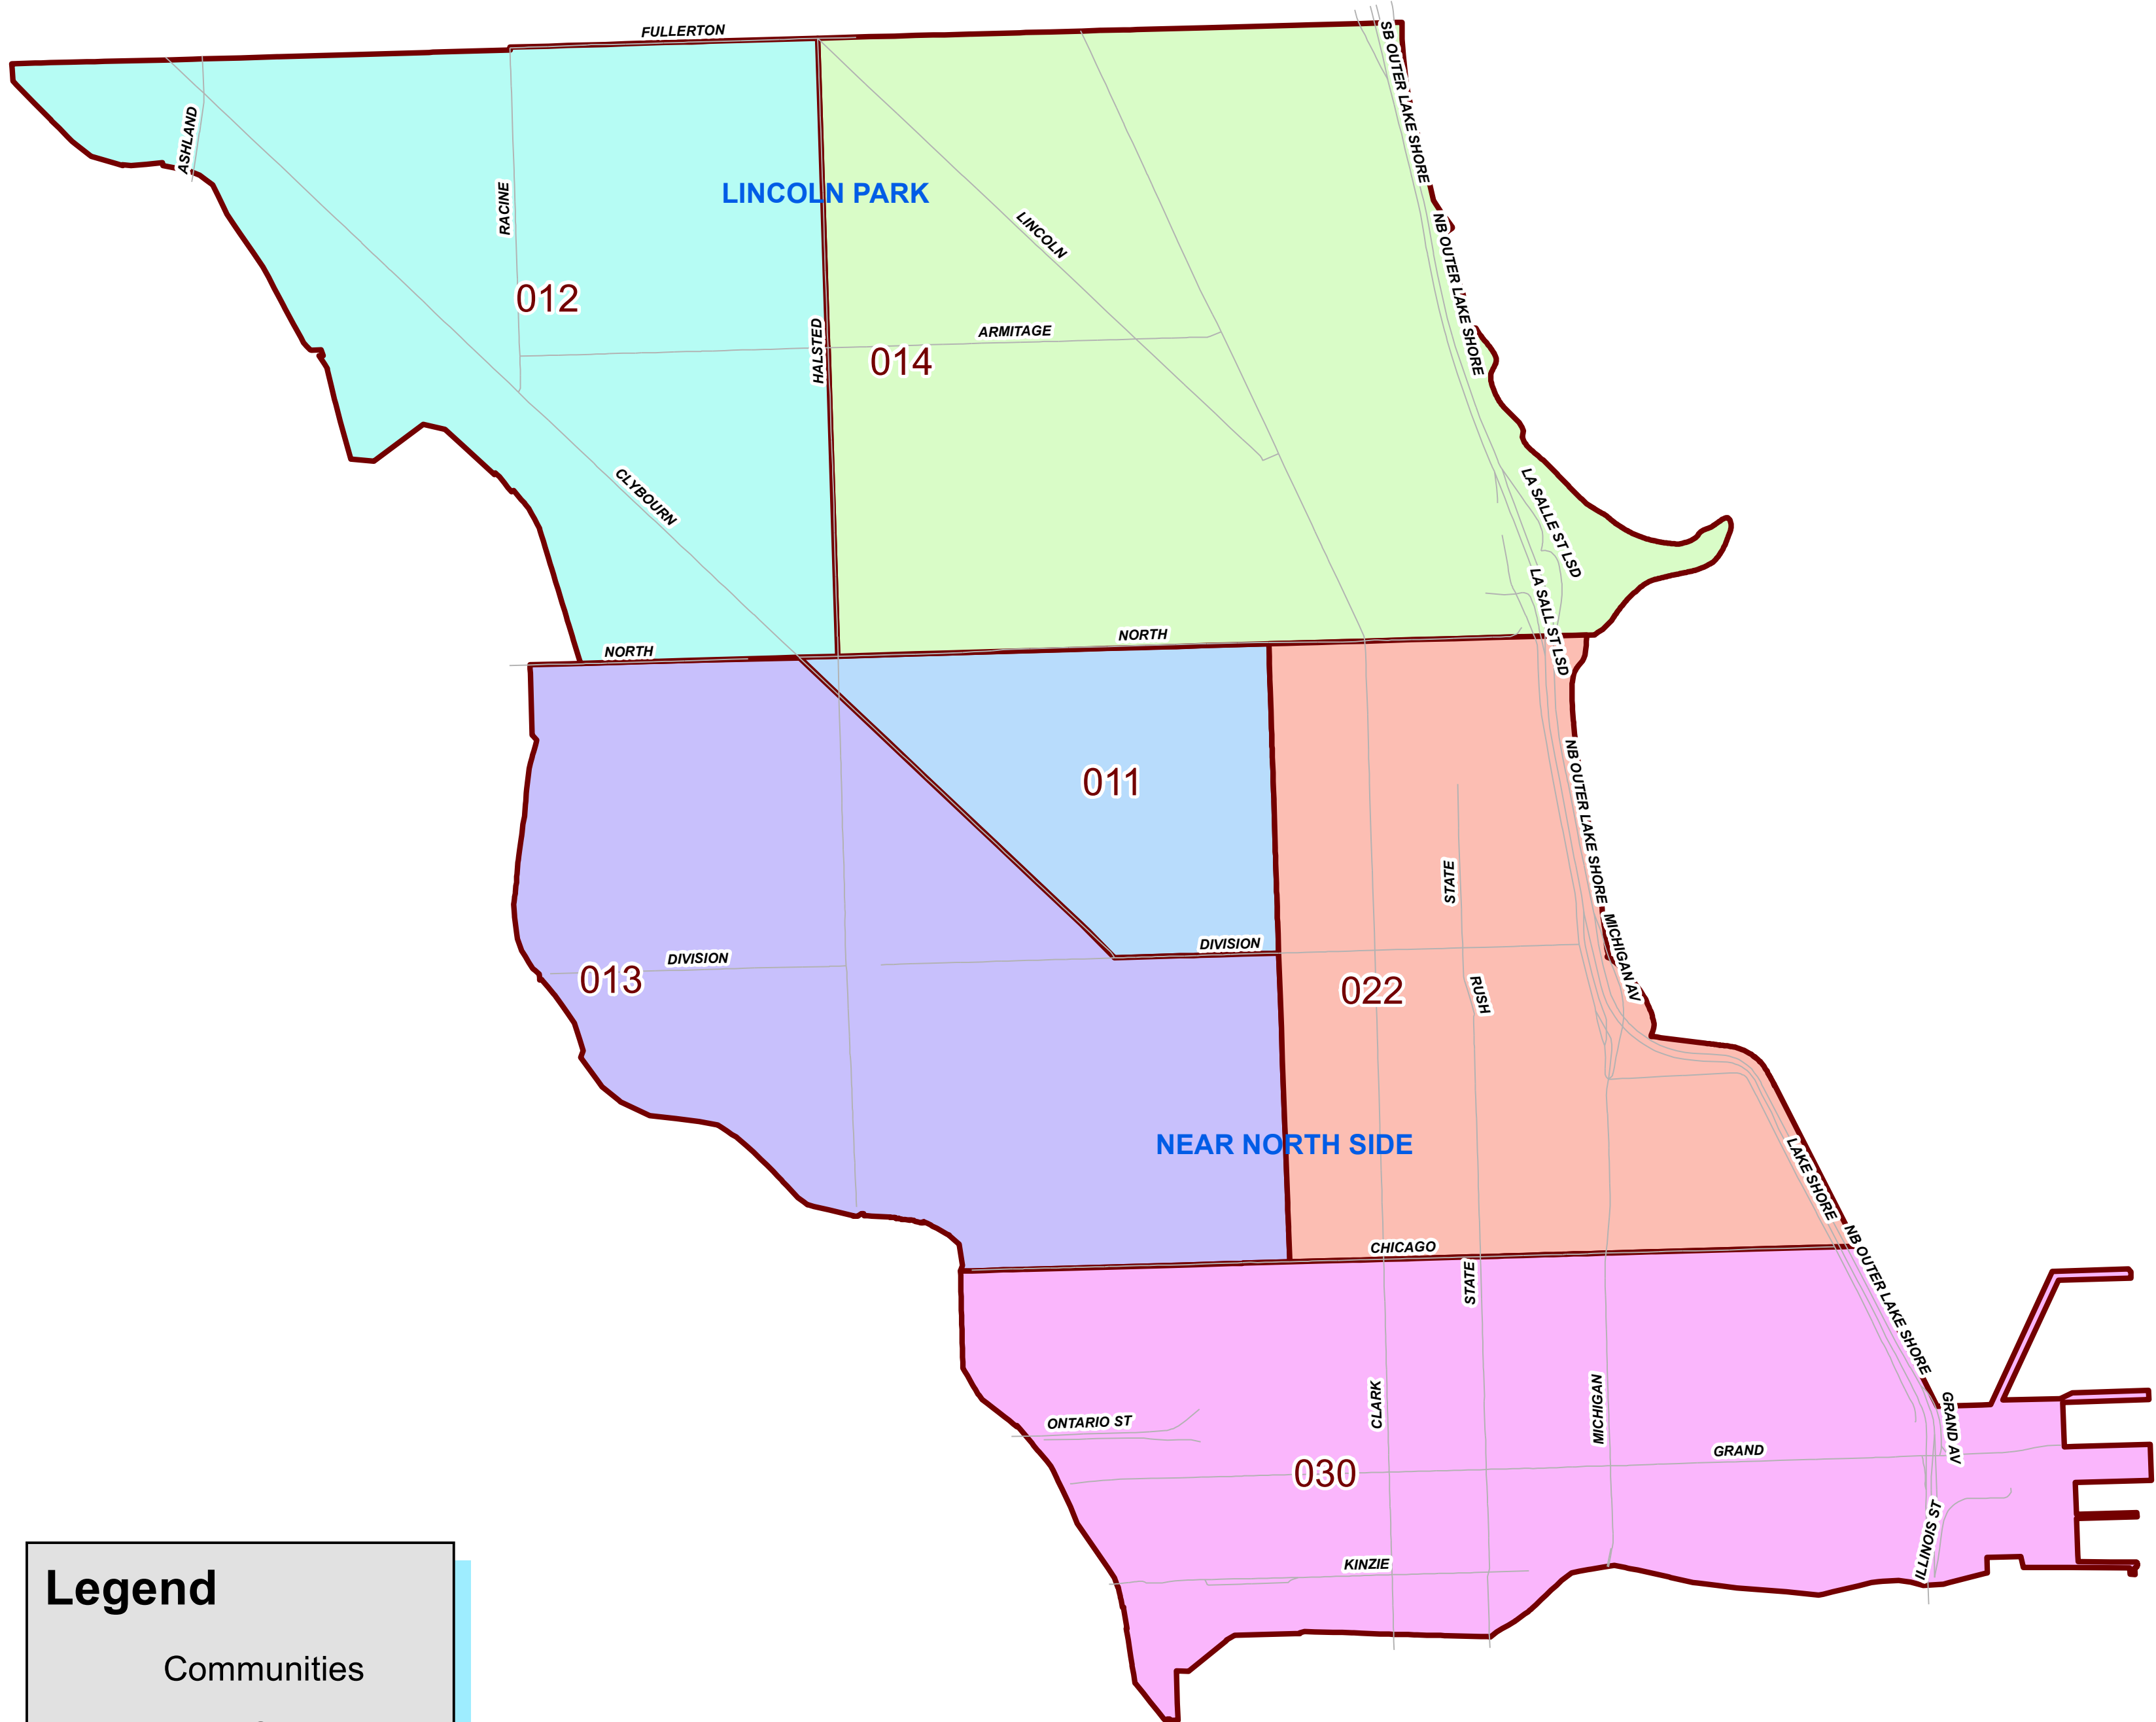 FULLERTON
SB OUTER LAKE SHORE
ASHLAND
LINCOLN PARK
RACINE
LINCOLN
NB OUTER LAKE SHORE
012
HALSTED
ARMITAGE
014
CLYBOURN
LA SALLE ST LSD
LA SALL ST LSD
NORTH
NORTH
011
NB OUTER LAKE SHORE
STATE
MICHIGAN AV
DIVISION
DIVISION
013
022
RUSH
NEAR NORTH SIDE
LAKE SHORE
CHICAGO
STATE
NB OUTER LAKE SHORE
CLARK
MICHIGAN
ONTARIO ST
GRAND AV
GRAND
030
ILLINOIS ST
KINZIE
Legend
Communities